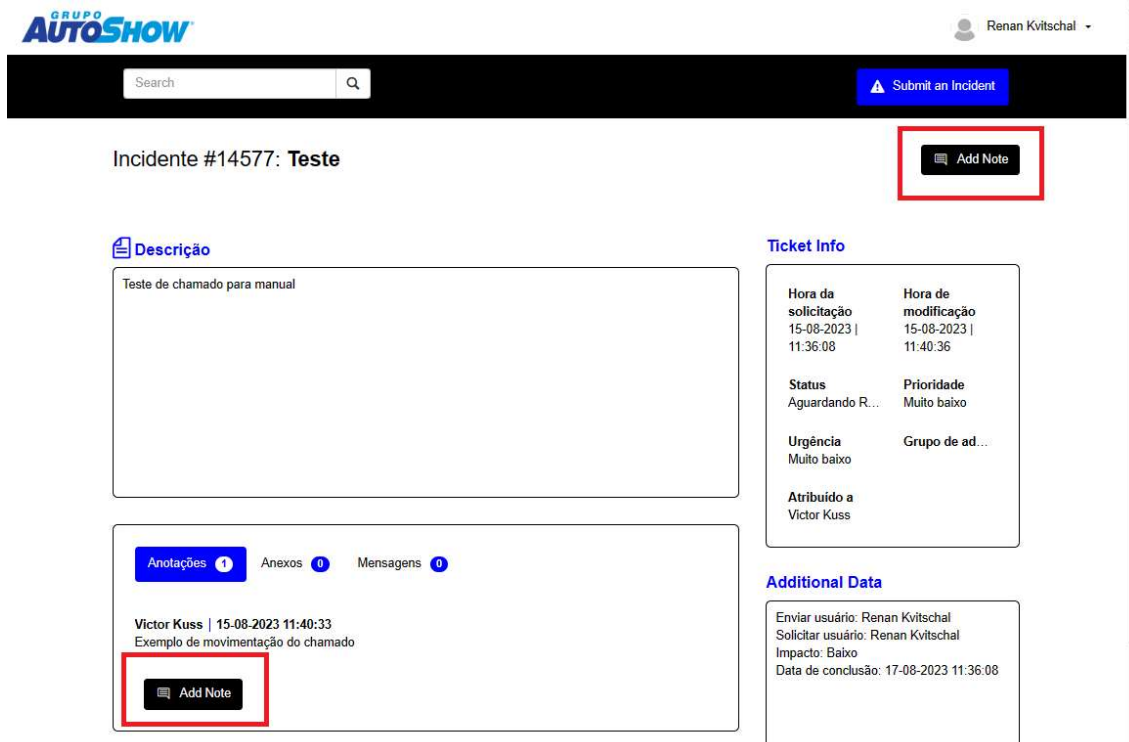 GRUPO
AUTOSHOW
Renan Kvitschal
Search
Submit an Incident
Incidente #14577: Teste
Add Note
Descrição
Teste de chamado para manual
Ticket Info
Hora da
solicitação
15-08-2023 |
11:36:08
Hora de
modificação
15-08-2023 |
11:40:36
Status
Aguardando R...
Prioridade
Muito baixo
Urgência
Muito baixo
Grupo de ad...
Atribuído a
Victor Kuss
Anotações 1
Anexos 0
Mensagens 0
Victor Kuss | 15-08-2023 11:40:33
Exemplo de movimentação do chamado
Add Note
Additional Data
Enviar usuário: Renan Kvitschal
Solicitar usuário: Renan Kvitschal
Impacto: Baixo
Data de conclusão: 17-08-2023 11:36:08